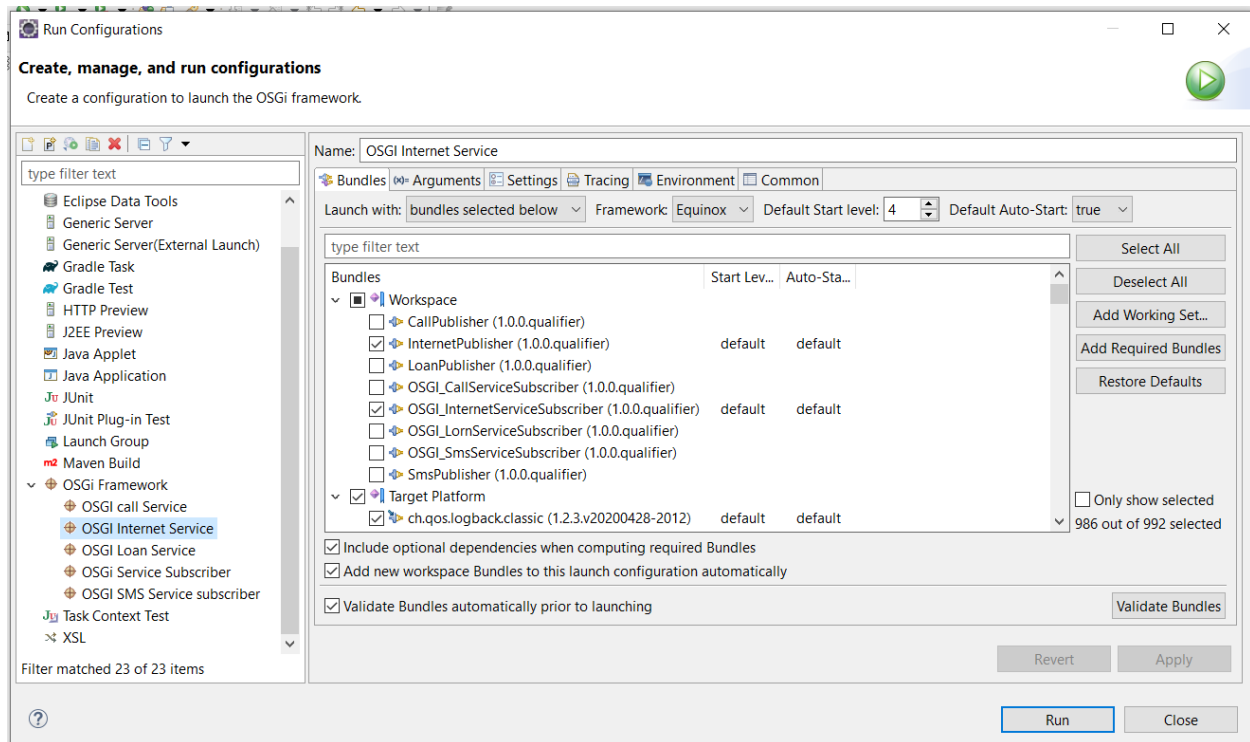 Run Configurations
Create, manage, and run configurations
Create a configuration to launch the OSGi framework.
type filter text
Eclipse Data Tools
Generic Server
Generic Server(External Launch)
Gradle Task
Gradle Test
HTTP Preview
J2EE Preview
Java Applet
Java Application
Ju JUnit
JUnit Plug-in Test
Launch Group
m2 Maven Build
OSGi Framework
OSGI call Service
OSGI Internet Service
OSGI Loan Service
OSGi Service Subscriber
OSGI SMS Service subscriber
Ju Task Context Test
XSL
Filter matched 23 of 23 items
Name: OSGI Internet Service
Bundles (x)= Arguments Settings Tracing Environment Common
Launch with: bundles selected below Framework: Equinox Default Start level: 4 Default Auto-Start: true
type filter text
Bundles Start Lev... Auto-Sta...
Workspace
CallPublisher (1.0.0.qualifier)
InternetPublisher (1.0.0.qualifier) default default
LoanPublisher (1.0.0.qualifier)
OSGI_CallServiceSubscriber (1.0.0.qualifier)
OSGI_InternetServiceSubscriber (1.0.0.qualifier) default default
OSGI_LornServiceSubscriber (1.0.0.qualifier)
OSGI_SmsServiceSubscriber (1.0.0.qualifier)
SmsPublisher (1.0.0.qualifier)
Target Platform
ch.qos.logback.classic (1.2.3.v20200428-2012) default default
Select All
Deselect All
Add Working Set...
Add Required Bundles
Restore Defaults
Only show selected
986 out of 992 selected
Include optional dependencies when computing required Bundles
Add new workspace Bundles to this launch configuration automatically
Validate Bundles automatically prior to launching
Validate Bundles
Revert Apply
? Run Close